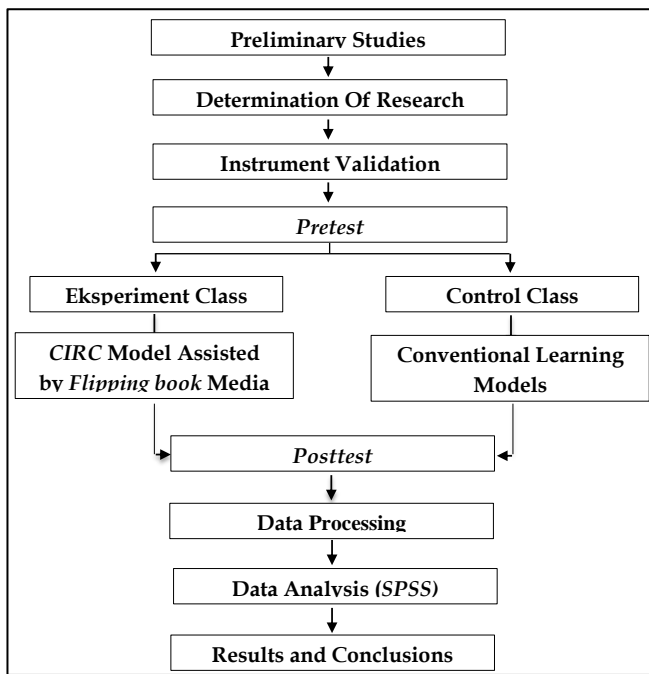 Preliminary Studies
Determination Of Research
Instrument Validation
Pretest
Eksperiment Class
Control Class
CIRC Model Assisted
by Flipping book Media
Conventional Learning
Models
Posttest
Data Processing
Data Analysis (SPSS)
Results and Conclusions